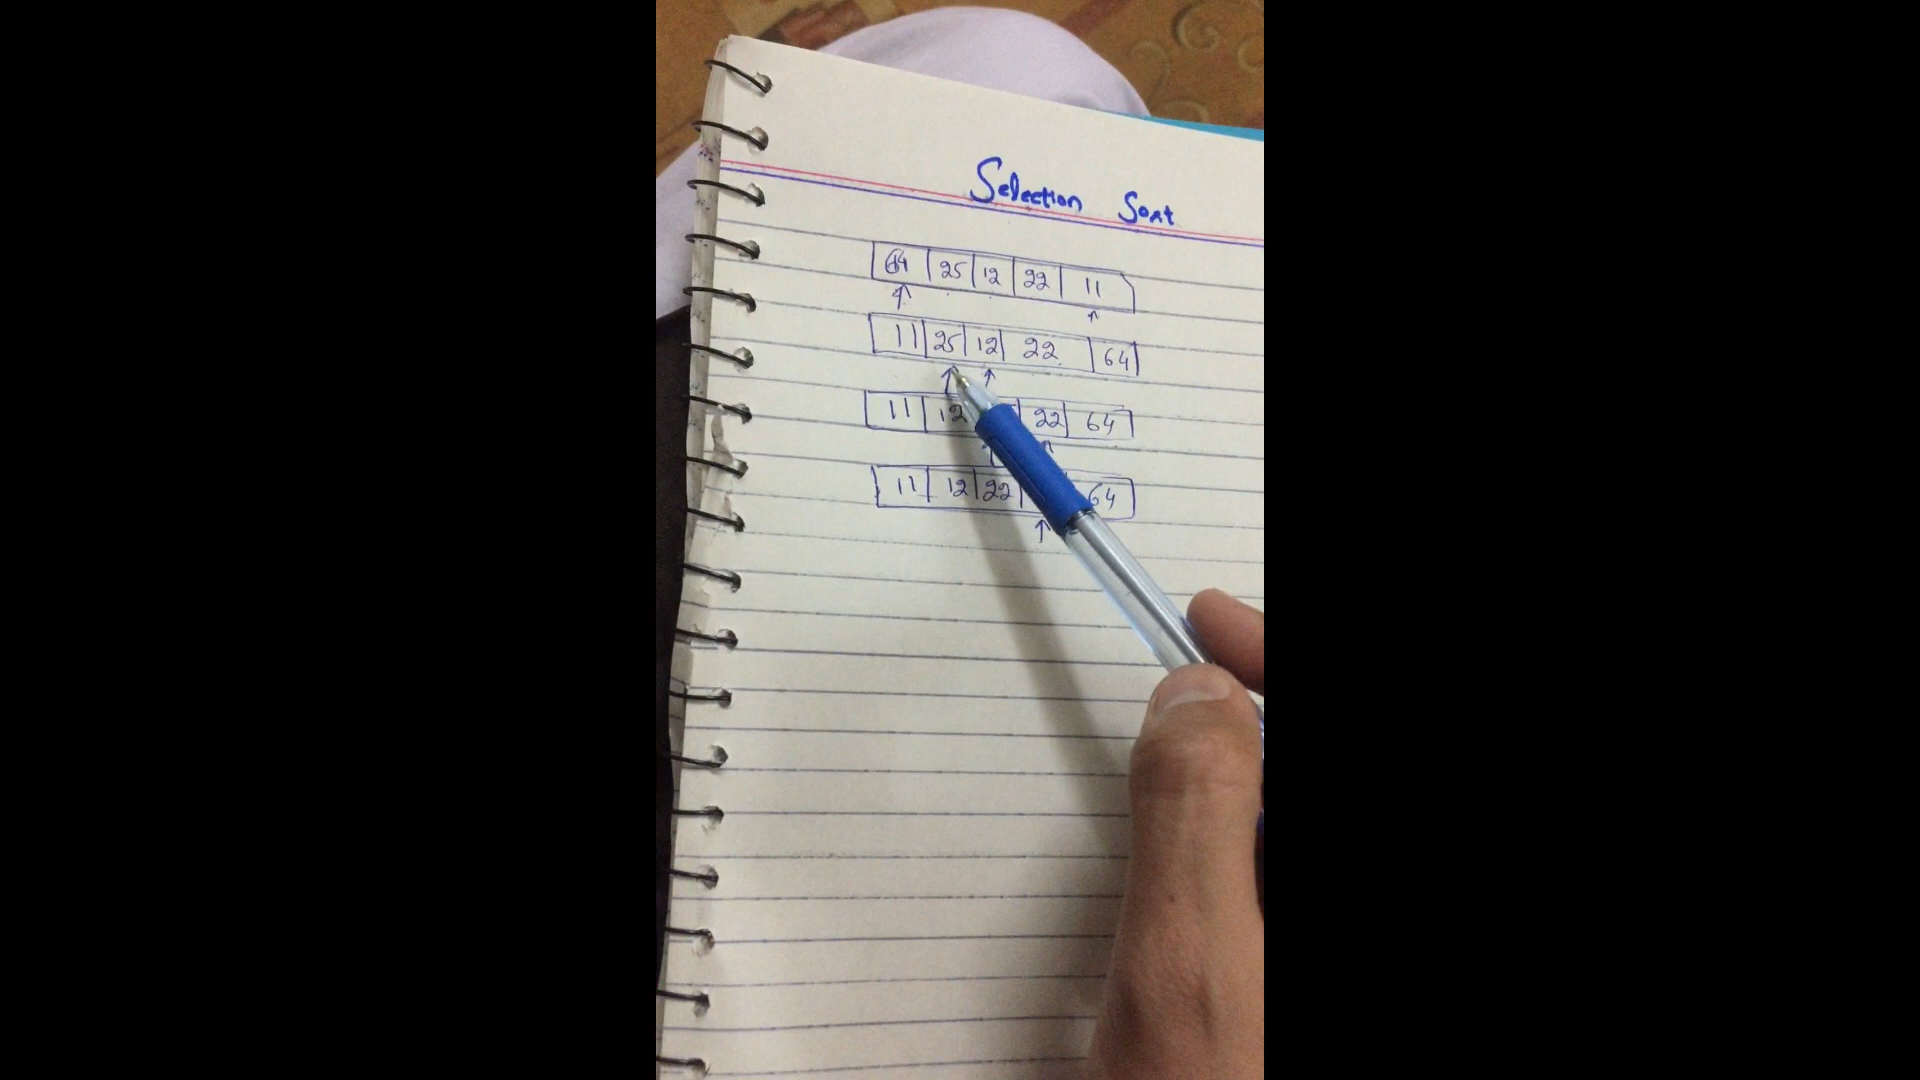 Selection Sort
64 25 12 22 11
11 25 12 22 64
11 12 22 64
11 12 22 64